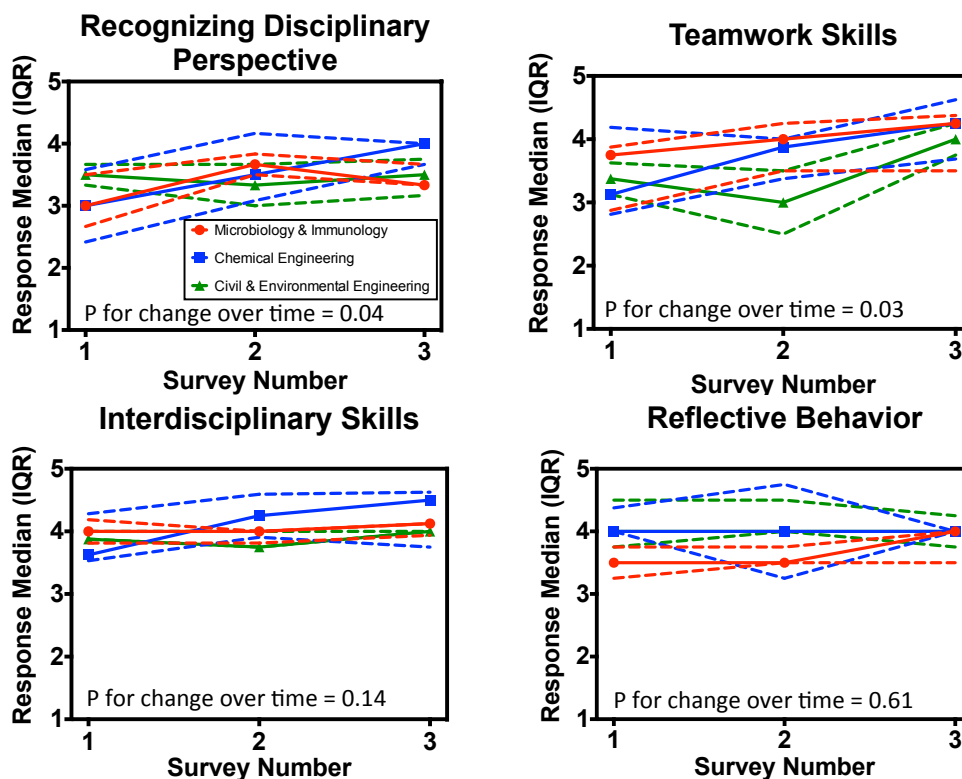 Recognizing Disciplinary
Perspective
Response Median (IQR)
5
4
3
2
1
Microbiology & Immunology
Chemical Engineering
Civil & Environmental Engineering
P for change over time = 0.04
1 2 3
Survey Number
Teamwork Skills
Response Median (IQR)
5
4
3
2
1
P for change over time = 0.03
1 2 3
Survey Number
Interdisciplinary Skills
Response Median (IQR)
5
4
3
2
1
P for change over time = 0.14
1 2 3
Survey Number
Reflective Behavior
Response Median (IQR)
5
4
3
2
1
P for change over time = 0.61
1 2 3
Survey Number